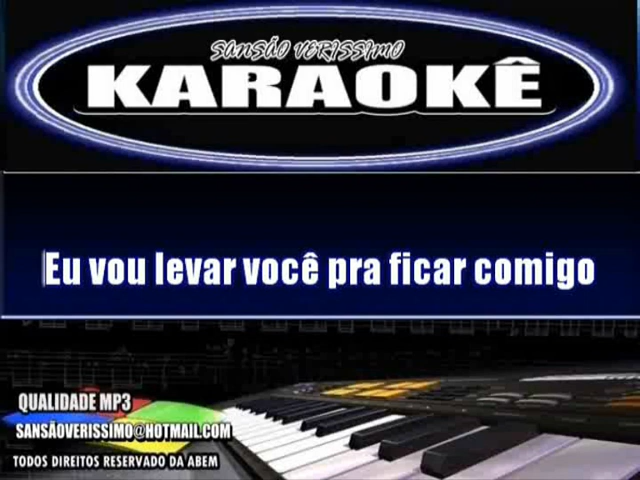 SANSÃO VERISSIMO
KARAOKÊ
Eu vou levar você pra ficar comigo
QUALIDADE MP3
SANSÃOVERISSIMO@HOTMAIL.COM
TODOS DIREITOS RESERVADO DA ABEM